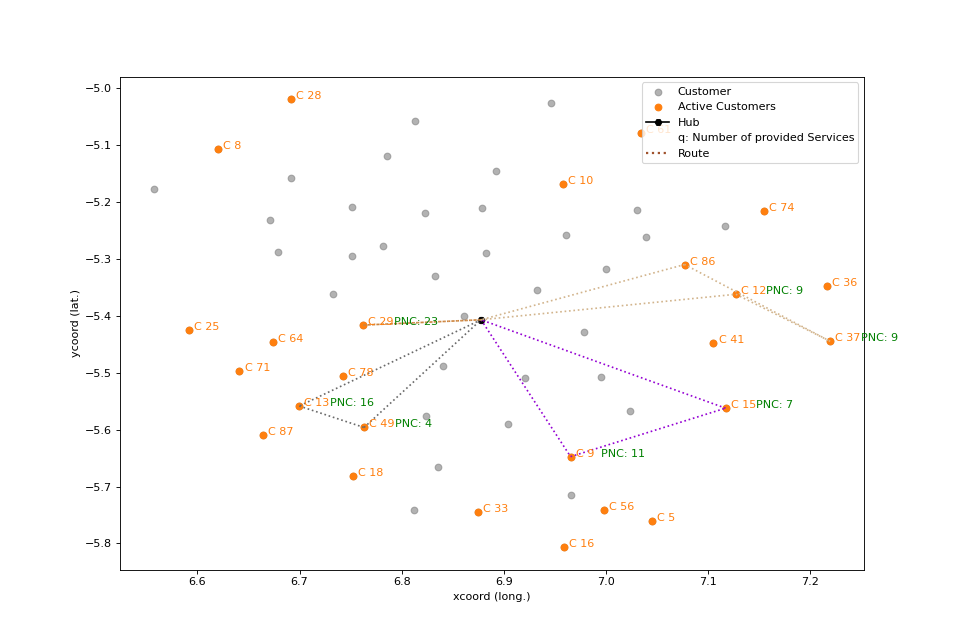 −5.0
−5.1
−5.2
−5.3
−5.4
−5.5
−5.6
−5.7
−5.8
ycoord (lat.)
6.6
6.7
6.8
6.9
7.0
7.1
7.2
xcoord (long.)
Customer
Active Customers
Hub
q: Number of provided Services
Route
C 28
C 8
C 10
C 74
C 86
C 36
C 12 PNC: 9
C 29 PNC: 23
C 25
C 64
C 41
C 37 PNC: 9
C 71
C 78
C 13 PNC: 16
C 15 PNC: 7
C 49 PNC: 4
C 87
C 9 PNC: 11
C 18
C 33
C 56
C 5
C 16